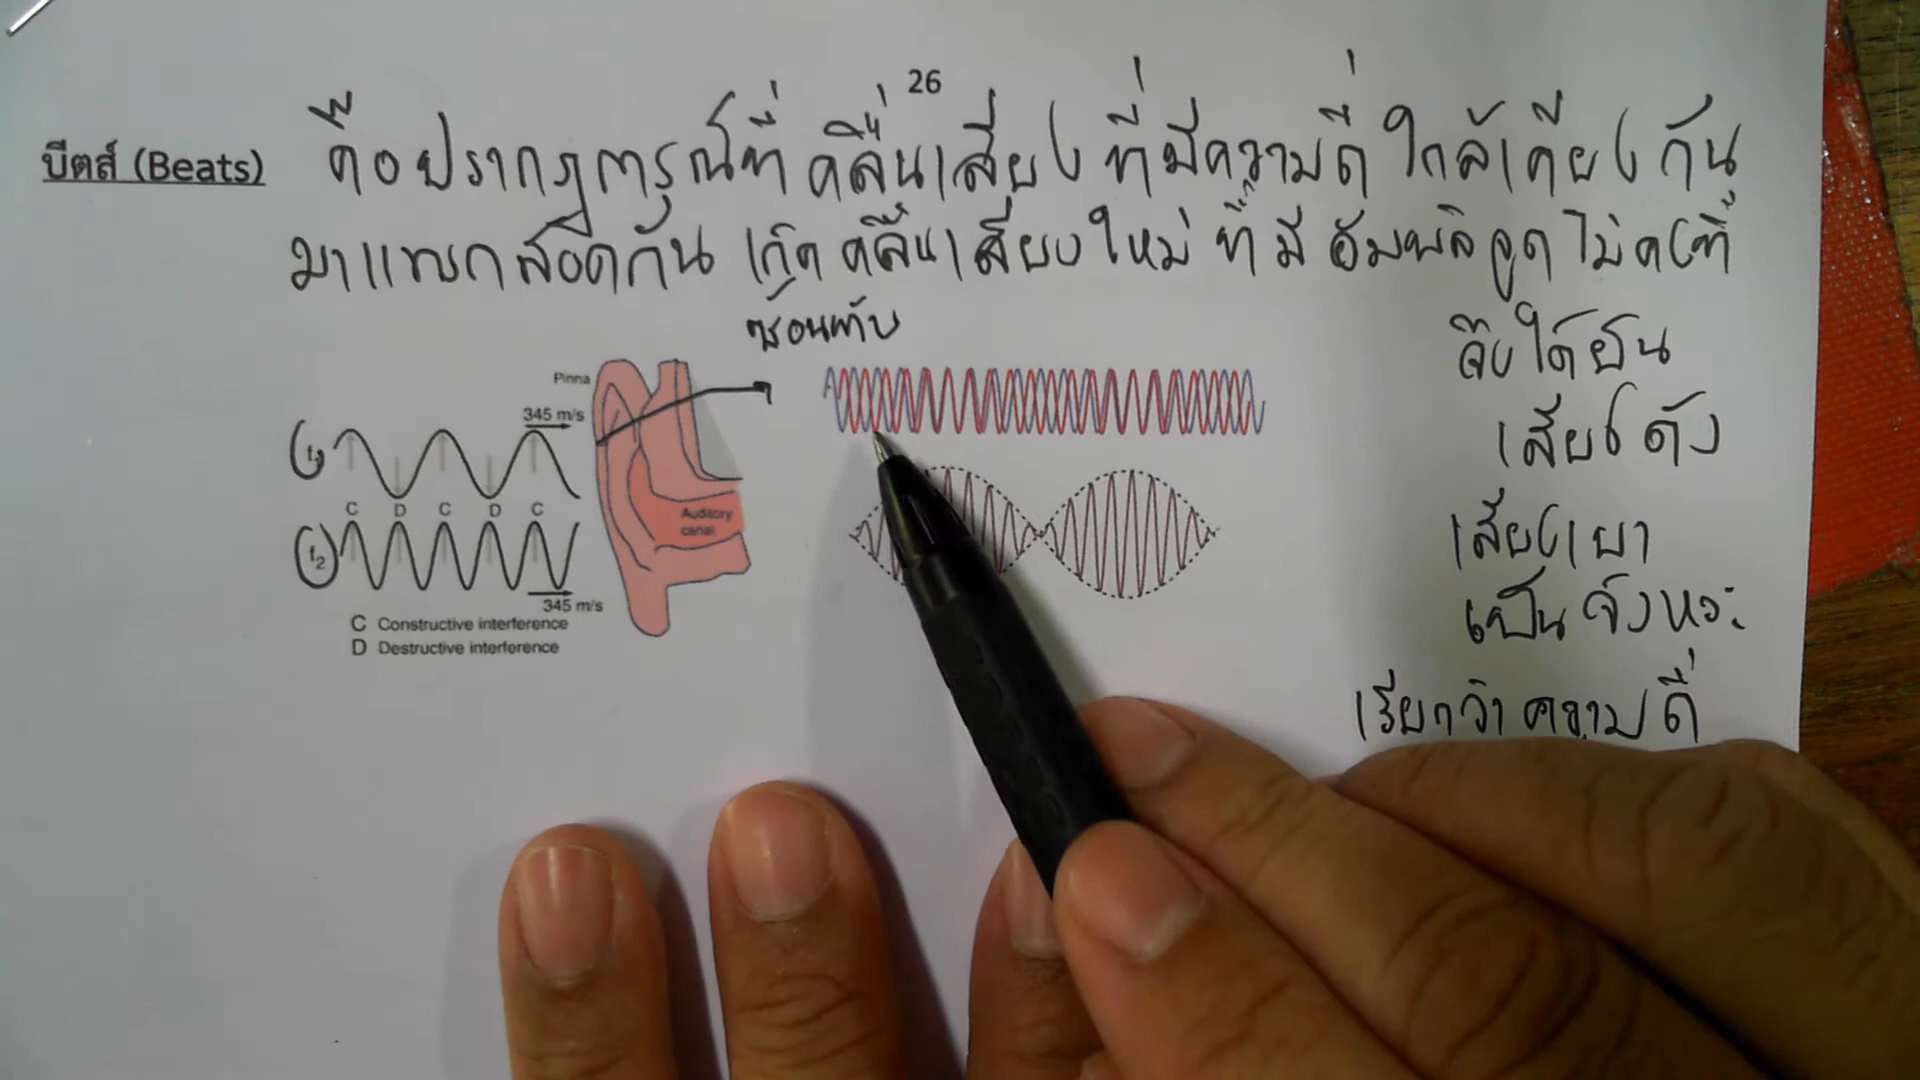 26
บีตส์ (Beats) คือปรากฏการณ์ที่คลื่นเสียงที่มีความถี่ใกล้เคียงกัน
มาแทรกสอดกัน เกิดคลื่นเสียงใหม่ที่มีอัมพลิจูดไม่คงที่
ซ้อนทับ
จึงได้ยิน
เสียงดัง
เสียงเบา
เป็นจังหวะ
เรียกว่าความถี่
Pinna
345 m/s
f1
C D C D C
Auditory
canal
f2
345 m/s
C Constructive interference
D Destructive interference